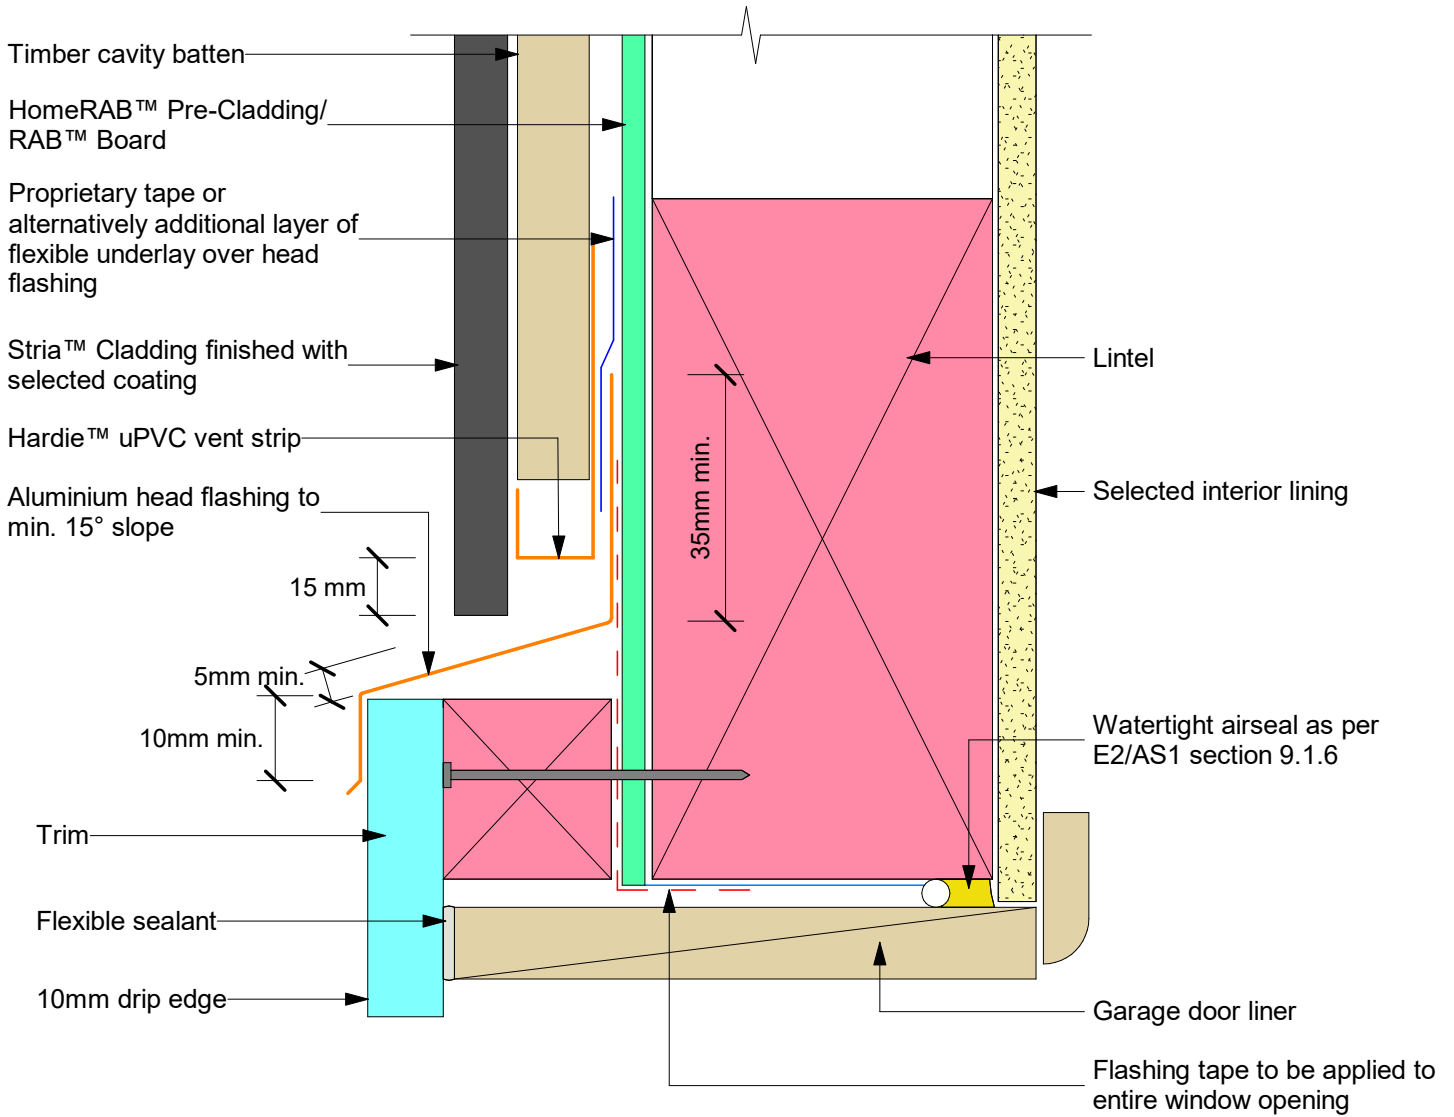 Timber cavity batten
HomeRAB™ Pre-Cladding/
RAB™ Board
Proprietary tape or
alternatively additional layer of
flexible underlay over head
flashing
Stria™ Cladding finished with
selected coating
Hardie™ uPVC vent strip
Aluminium head flashing to
min. 15° slope
15 mm
5mm min.
10mm min.
Trim
Flexible sealant
10mm drip edge
35mm min.
Lintel
Selected interior lining
Watertight airseal as per
E2/AS1 section 9.1.6
Garage door liner
Flashing tape to be applied to
entire window opening